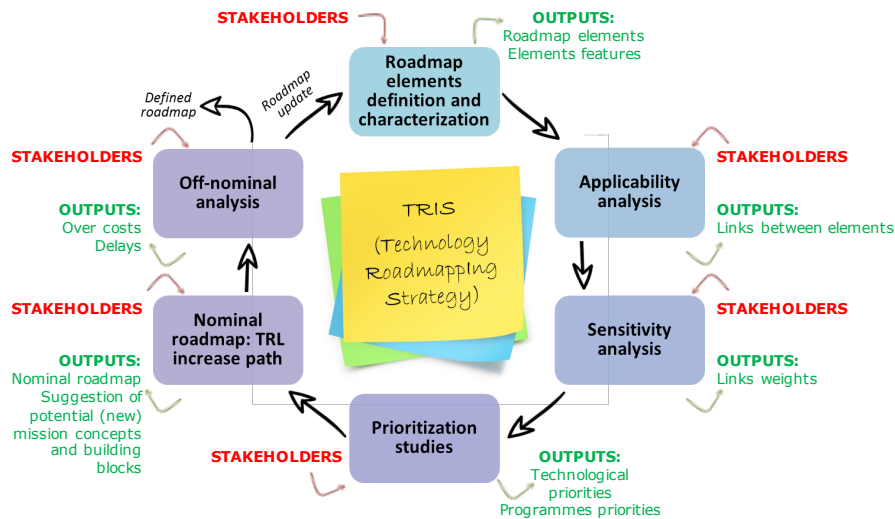 STAKEHOLDERS
OUTPUTS:
Roadmap elements
Elements features
Roadmap
elements
definition and
characterization
Roadmap
update
Defined
roadmap
STAKEHOLDERS
Off-nominal
analysis
OUTPUTS:
Over costs
Delays
STAKEHOLDERS
Applicability
analysis
OUTPUTS:
Links between elements
TRIS
(Technology
RoadmappIng
Strategy)
STAKEHOLDERS
Nominal
roadmap: TRL
increase path
OUTPUTS:
Nominal roadmap
Suggestion of
potential (new)
mission concepts
and building
blocks
STAKEHOLDERS
Sensitivity
analysis
OUTPUTS:
Links weights
Prioritization
studies
STAKEHOLDERS
OUTPUTS:
Technological
priorities
Programmes priorities